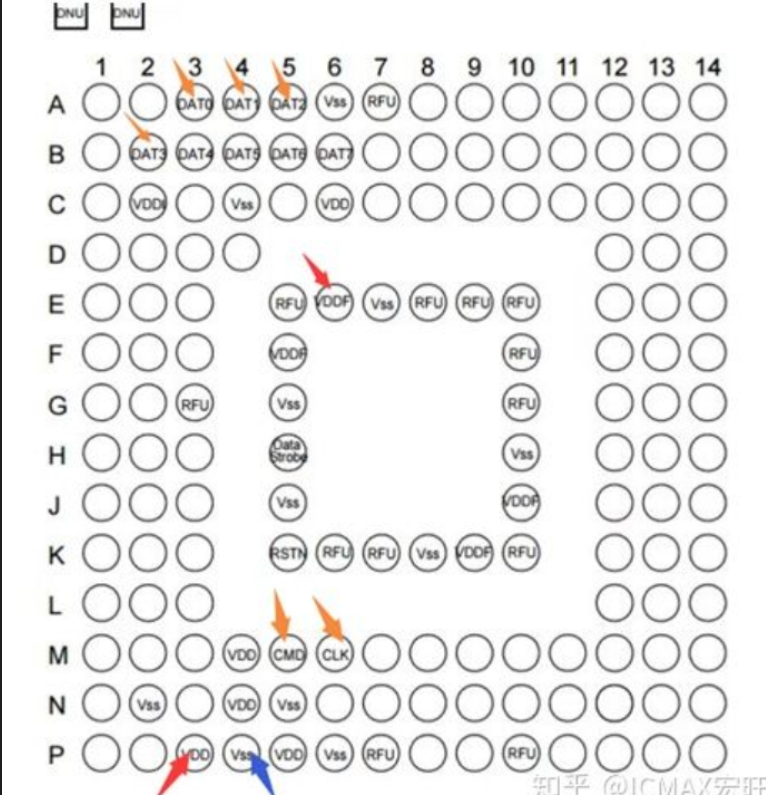 DNU DNU
1 2 3 4 5 6 7 8 9 10 11 12 13 14
A DAT0 DAT1 DAT2 Vss RFU
B DAT3 DAT4 DAT5 DAT6 DAT7
C VDDi Vss VDD
D
E RFU VDDF Vss RFU RFU RFU
F VDDF RFU
G RFU Vss RFU
H Data Strobe Vss
J Vss VDDF
K RSTN RFU RFU Vss VDDF RFU
L
M VDD CMD CLK
N Vss VDD Vss
P VDD Vss VDD Vss RFU RFU
知乎 @ICMAX宏旺